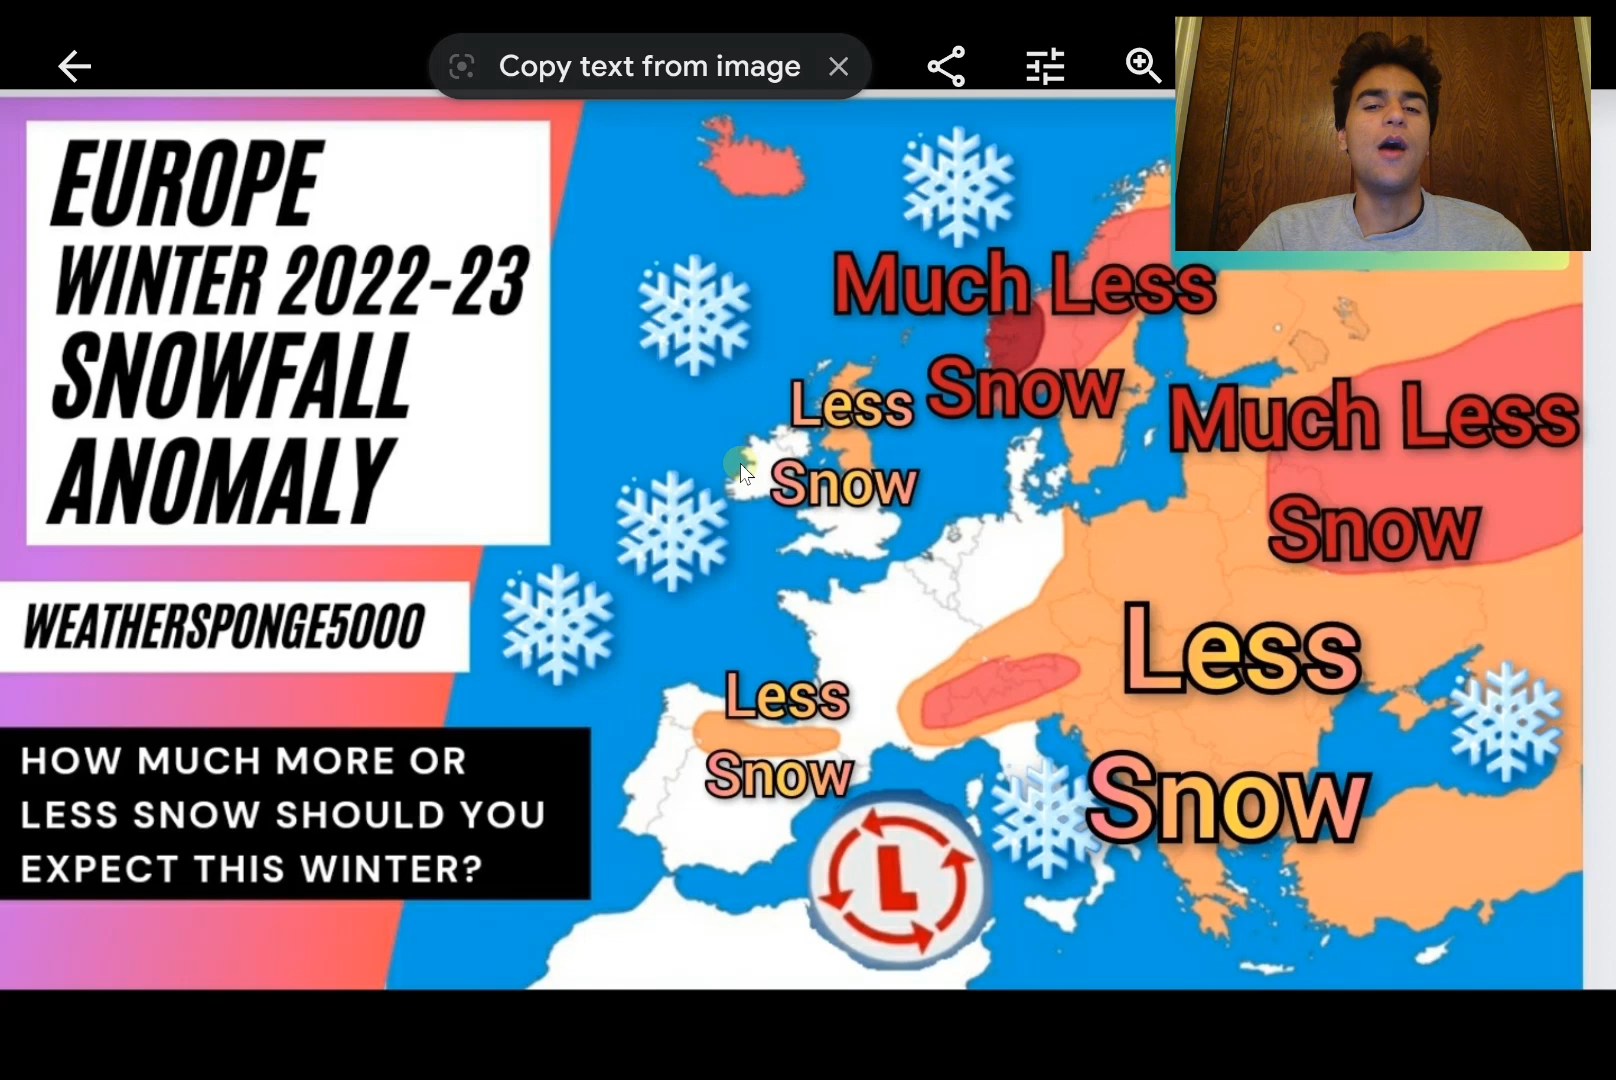 Copy text from image
EUROPE
WINTER 2022-23
SNOWFALL
ANOMALY
WEATHERSPONGE5000
HOW MUCH MORE OR
LESS SNOW SHOULD YOU
EXPECT THIS WINTER?
Much Less
Snow
Less
Snow
Much Less
Snow
Less
Snow
Less
Snow
L